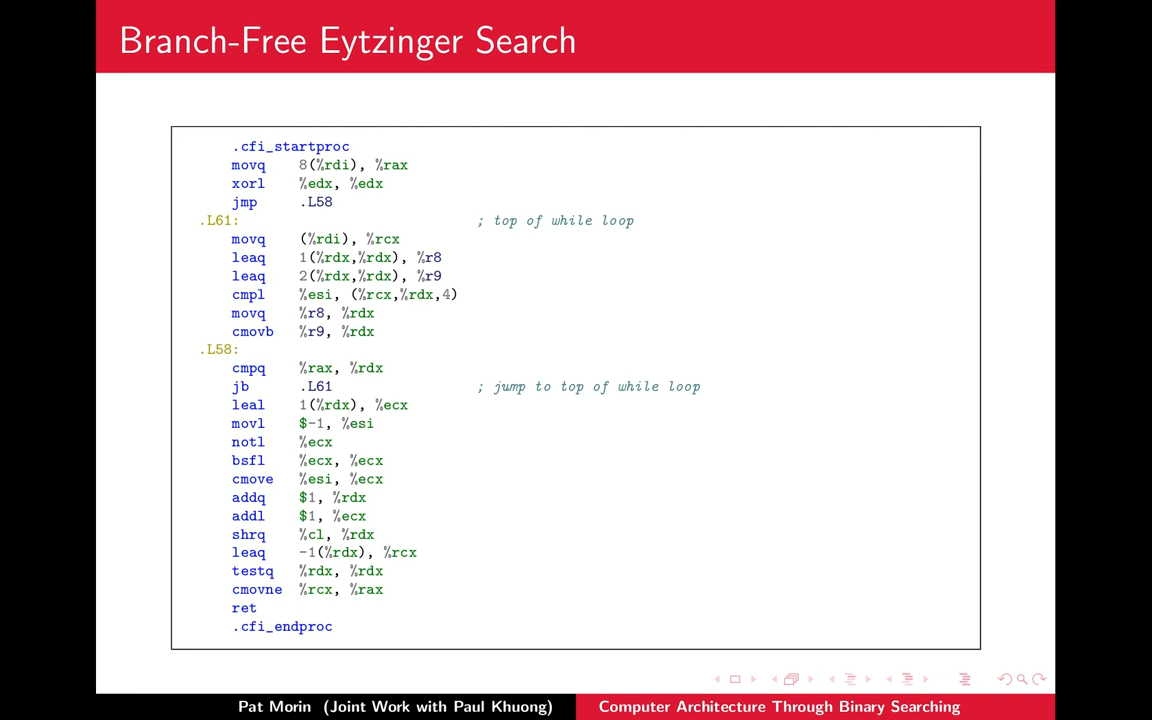 Branch-Free Eytzinger Search
.cfi_startproc
movq 8(%rdi), %rax
xorl %edx, %edx
jmp .L58
.L61: ; top of while loop
movq (%rdi), %rcx
leaq 1(%rdx,%rdx), %r8
leaq 2(%rdx,%rdx), %r9
cmpl %esi, (%rcx,%rdx,4)
movq %r8, %rdx
cmovb %r9, %rdx
.L58:
cmpq %rax, %rdx
jb .L61 ; jump to top of while loop
leal 1(%rdx), %ecx
movl $-1, %esi
notl %ecx
bsfl %ecx, %ecx
cmove %esi, %ecx
addq $1, %rdx
addl $1, %ecx
shrq %cl, %rdx
leaq -1(%rdx), %rcx
testq %rdx, %rdx
cmovne %rcx, %rax
ret
.cfi_endproc
Pat Morin (Joint Work with Paul Khuong) Computer Architecture Through Binary Searching